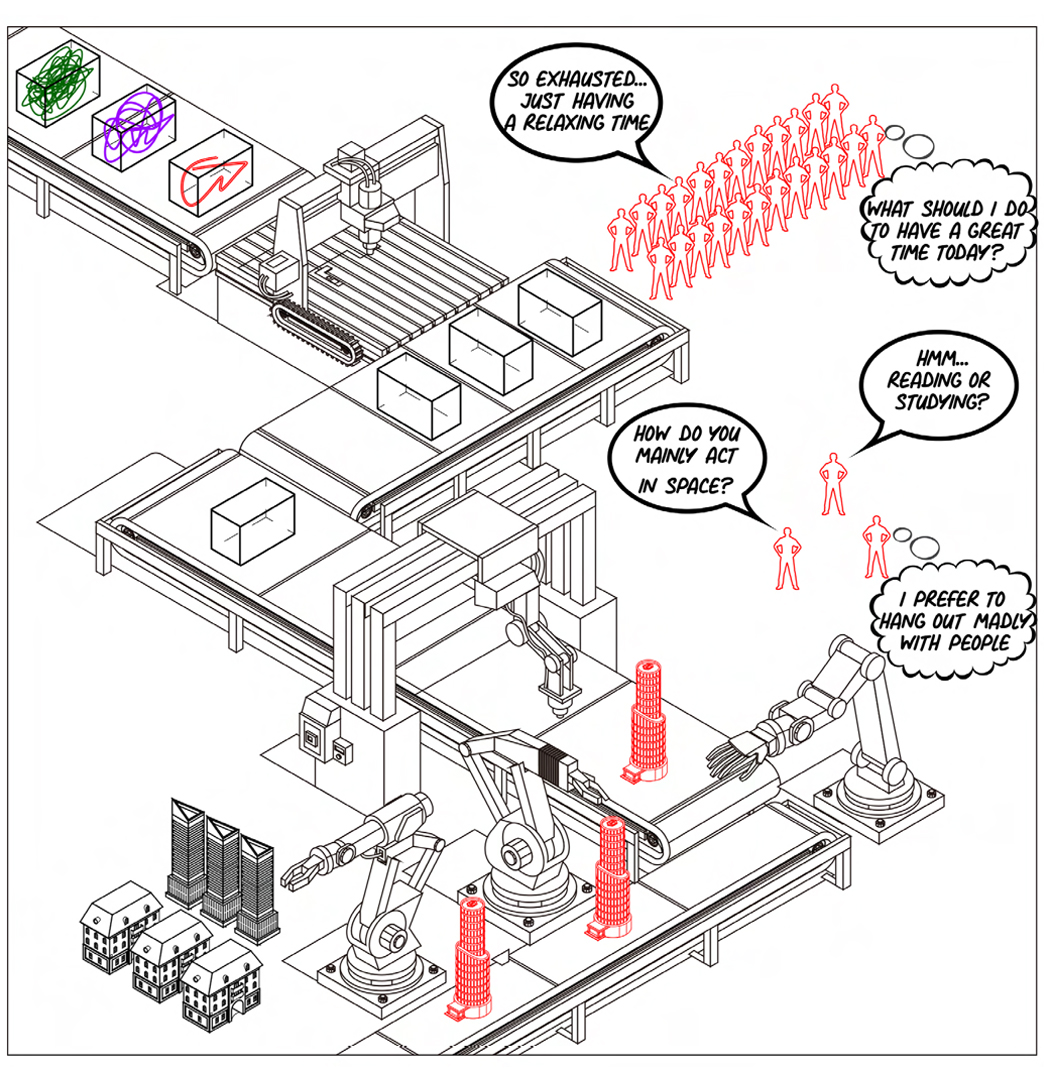 SO EXHAUSTED...
JUST HAVING
A RELAXING TIME
WHAT SHOULD I DO
TO HAVE A GREAT
TIME TODAY?
HMM...
READING OR
STUDYING?
HOW DO YOU
MAINLY ACT
IN SPACE?
I PREFER TO
HANG OUT MADLY
WITH PEOPLE